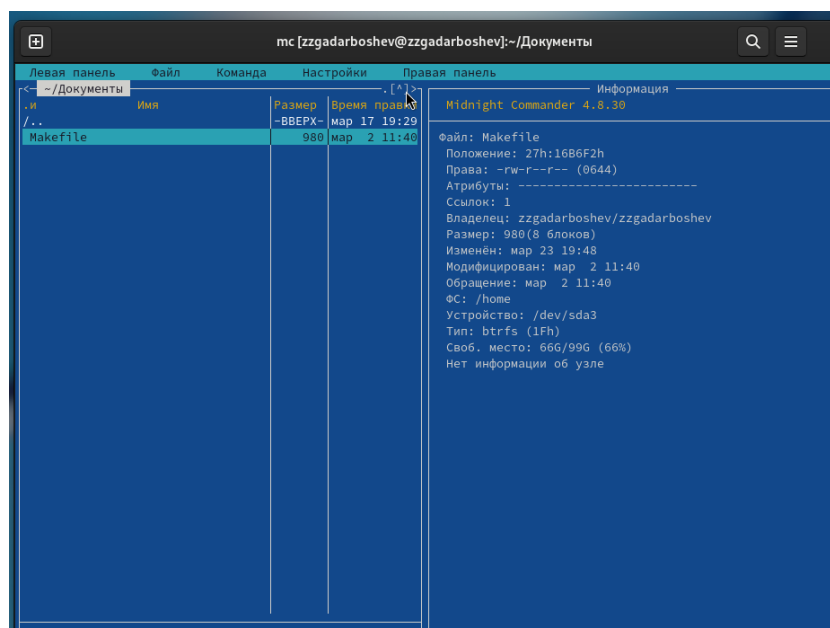 mc [zzgadarboshev@zzgadarboshev]:~/Документы
Левая панель Файл Команда Настройки Правая панель
<— ~/Документы .[^]>
.и Имя Размер Время правки
/.. -ВВЕРХ- мар 17 19:29
Makefile 980 мар 2 11:40
Информация
Midnight Commander 4.8.30
Файл: Makefile
Положение: 27h:16B6F2h
Права: -rw-r--r-- (0644)
Атрибуты: -------------------------
Ссылок: 1
Владелец: zzgadarboshev/zzgadarboshev
Размер: 980(8 блоков)
Изменён: мар 23 19:48
Модифицирован: мар 2 11:40
Обращение: мар 2 11:40
ФС: /home
Устройство: /dev/sda3
Тип: btrfs (1Fh)
Своб. место: 66G/99G (66%)
Нет информации об узле